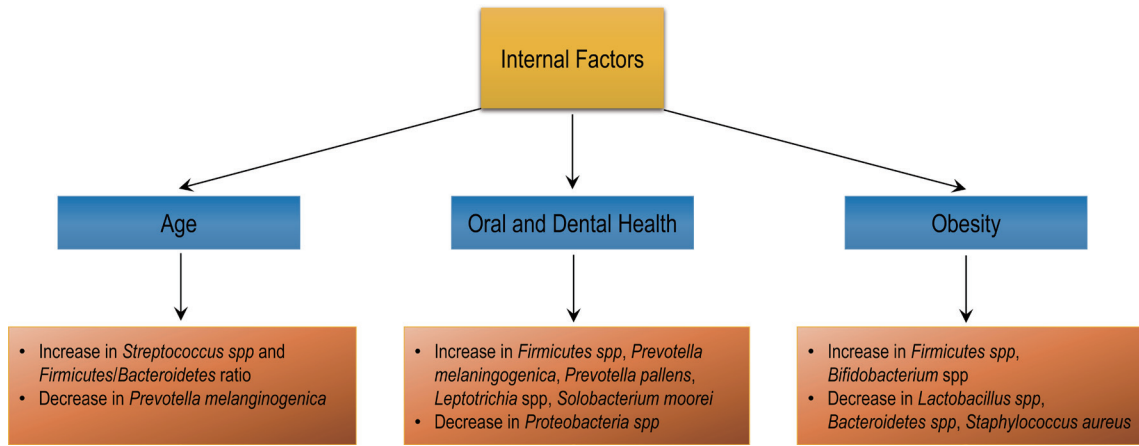 Internal Factors
Age
Oral and Dental Health
Obesity
• Increase in Streptococcus spp and
Firmicutes/Bacteroidetes ratio
• Decrease in Prevotella melanginogenica
• Increase in Firmicutes spp, Prevotella
melaningogenica, Prevotella pallens,
Leptotrichia spp, Solobacterium moorei
• Decrease in Proteobacteria spp
• Increase in Firmicutes spp,
Bifidobacterium spp
• Decrease in Lactobacillus spp,
Bacteroidetes spp, Staphylococcus aureus